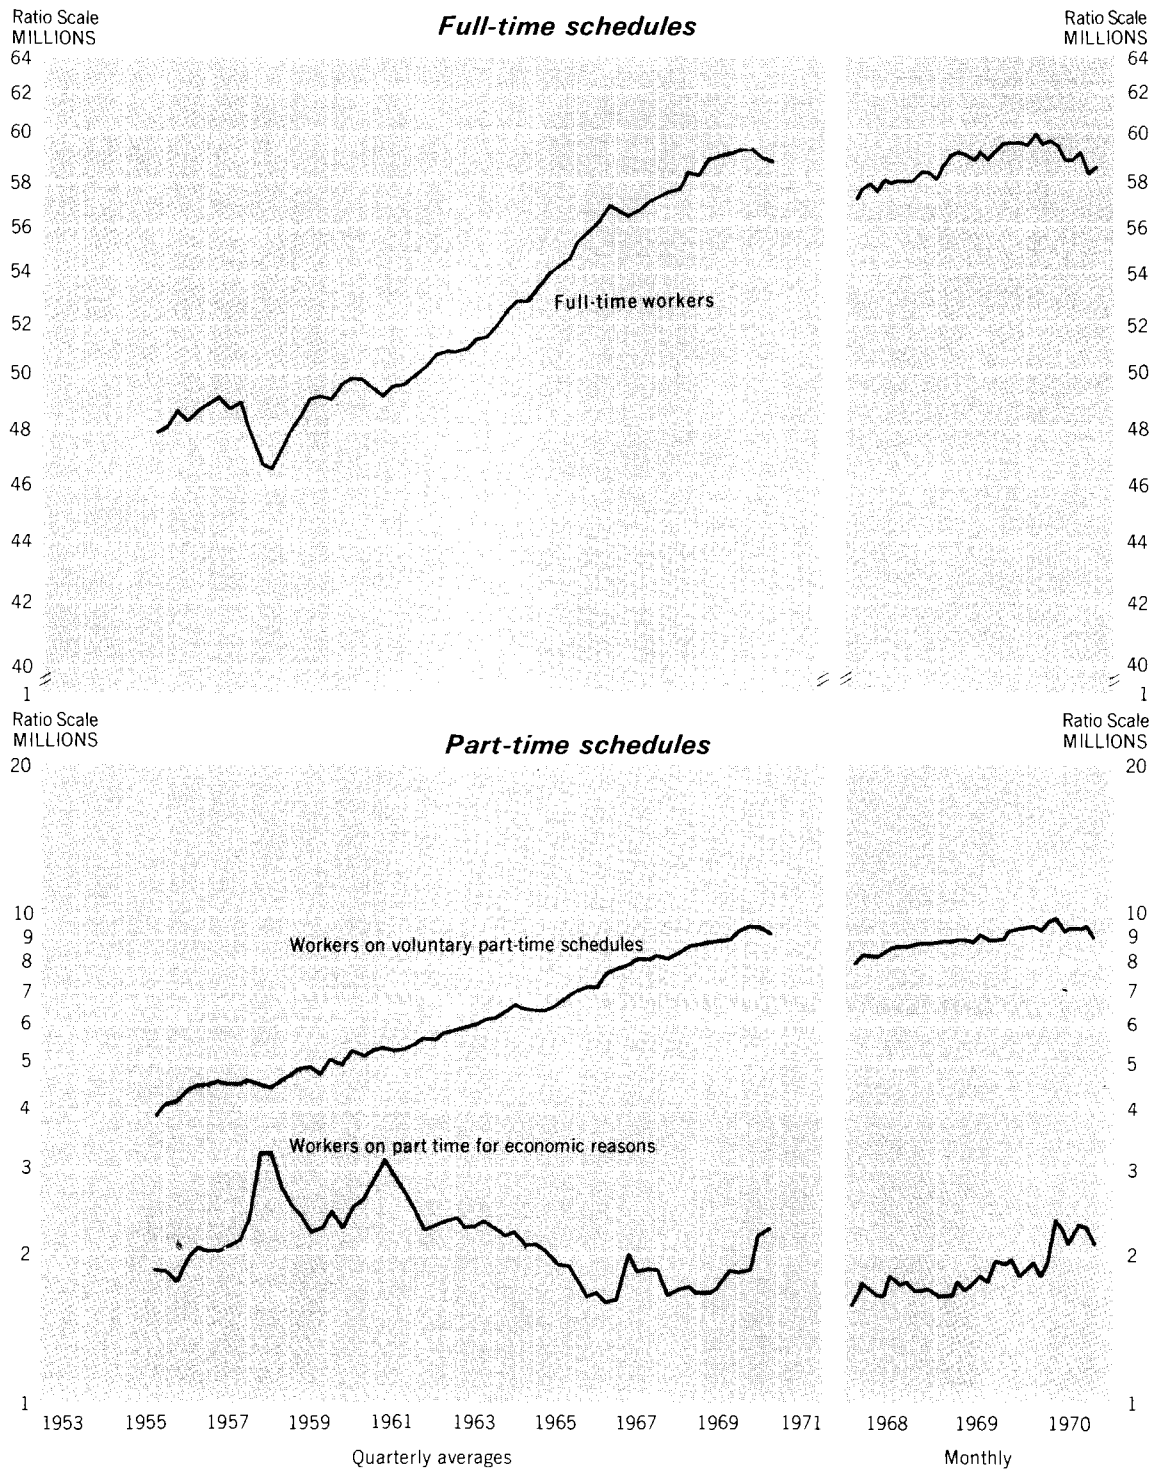 Ratio Scale
MILLIONS
Full-time schedules
Ratio Scale
MILLIONS
64
62
60
58
56
54
52
50
48
46
44
42
40
1
Full-time workers
64
62
60
58
56
54
52
50
48
46
44
42
40
1
Ratio Scale
MILLIONS
Part-time schedules
Ratio Scale
MILLIONS
20
10
9
8
7
6
5
4
3
2
1
Workers on voluntary part-time schedules
Workers on part time for economic reasons
20
10
9
8
7
6
5
4
3
2
1
1953 1955 1957 1959 1961 1963 1965 1967 1969 1971
1968 1969 1970
Quarterly averages
Monthly